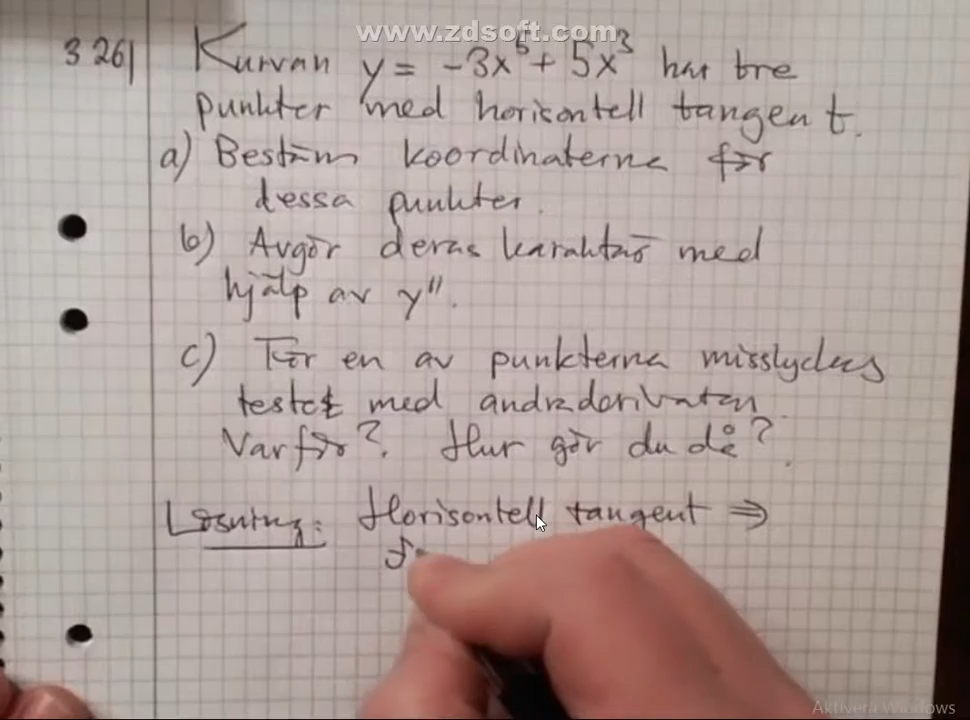 www.zdsoft.com
3261 Kurvan y = -3x⁵ + 5x³ har tre
punkter med horisontell tangent.
a) Bestäm koordinaterna för
dessa punkter.
b) Avgör deras karaktär med
hjälp av y".
c) För en av punkterna misslyckas
testet med andraderivatan.
Varför? Hur gör du då?
Lösning: Horisontell tangent ⇒
Aktivera Windows